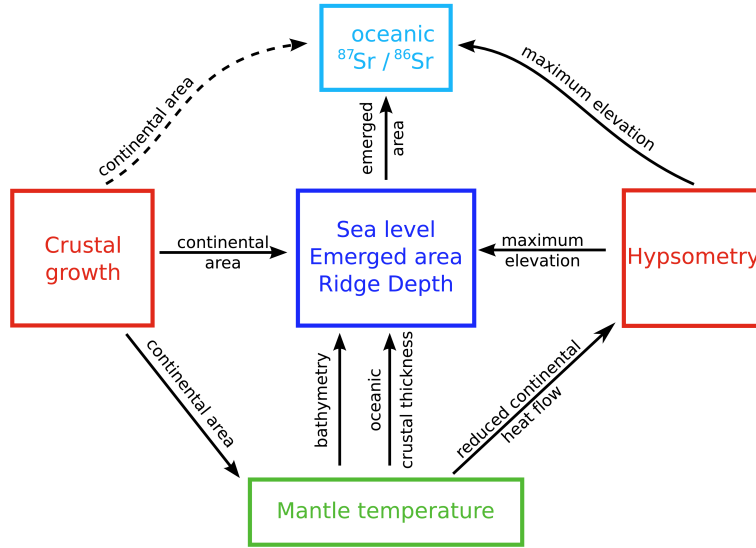 oceanic
⁸⁷Sr / ⁸⁶Sr
continental area
maximum elevation
emerged
area
Crustal
growth
continental
area
Sea level
Emerged area
Ridge Depth
maximum
elevation
Hypsometry
continental area
bathymetry
oceanic
crustal thickness
reduced continental
heat flow
Mantle temperature